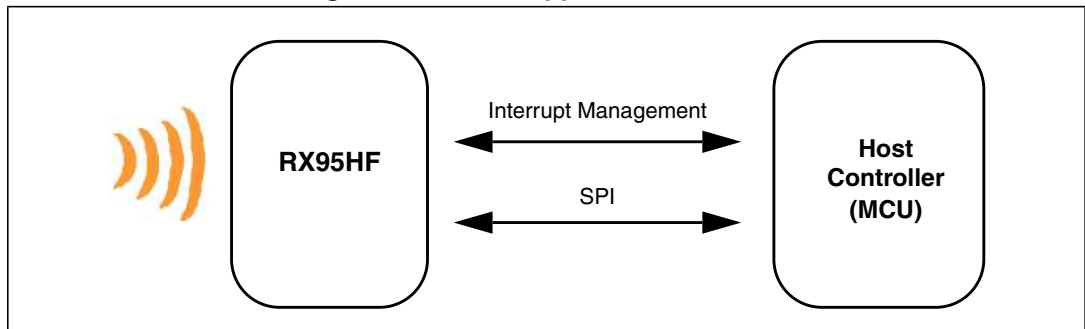 RX95HF
Interrupt Management
SPI
Host
Controller
(MCU)